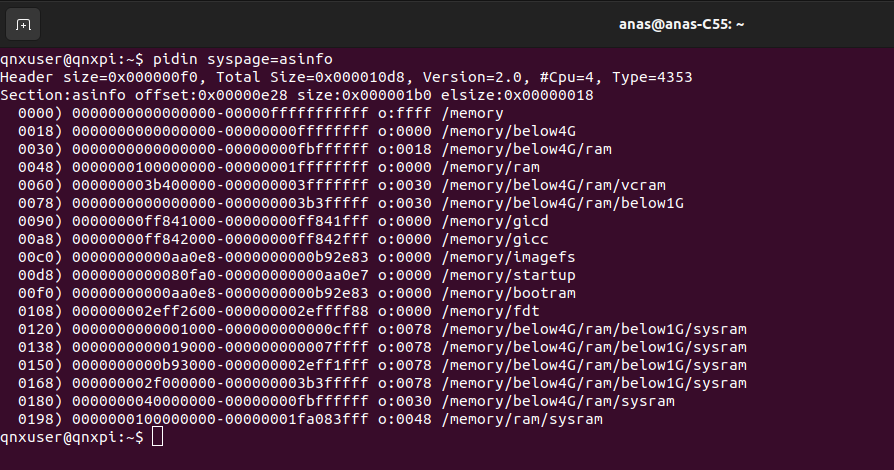 anas@anas-C55: ~
qnxuser@qnxpi:~$ pidin syspage=asinfo
Header size=0x000000f0, Total Size=0x000010d8, Version=2.0, #Cpu=4, Type=4353
Section:asinfo offset:0x00000e28 size:0x000001b0 elsize:0x00000018
  0000) 0000000000000000-00000fffffffffff o:ffff /memory
  0018) 0000000000000000-00000000ffffffff o:0000 /memory/below4G
  0030) 0000000000000000-00000000fbffffff o:0018 /memory/below4G/ram
  0048) 0000000100000000-00000001ffffffff o:0000 /memory/ram
  0060) 000000003b400000-000000003fffffff o:0030 /memory/below4G/ram/vcram
  0078) 0000000000000000-000000003b3fffff o:0030 /memory/below4G/ram/below1G
  0090) 00000000ff841000-00000000ff841fff o:0000 /memory/gicd
  00a8) 00000000ff842000-00000000ff842fff o:0000 /memory/gicc
  00c0) 0000000000aa0e8-0000000000b92e83 o:0000 /memory/imagefs
  00d8) 0000000000080fa0-0000000000aa0e7 o:0000 /memory/startup
  00f0) 0000000000aa0e8-0000000000b92e83 o:0000 /memory/bootram
  0108) 000000002eff2600-000000002effff88 o:0000 /memory/fdt
  0120) 0000000000001000-000000000000cfff o:0078 /memory/below4G/ram/below1G/sysram
  0138) 0000000000019000-000000000007ffff o:0078 /memory/below4G/ram/below1G/sysram
  0150) 0000000000b93000-000000002eff1fff o:0078 /memory/below4G/ram/below1G/sysram
  0168) 000000002f000000-000000003b3fffff o:0078 /memory/below4G/ram/below1G/sysram
  0180) 0000000040000000-00000000fbffffff o:0030 /memory/below4G/ram/sysram
  0198) 0000000100000000-00000001fa083fff o:0048 /memory/ram/sysram
qnxuser@qnxpi:~$